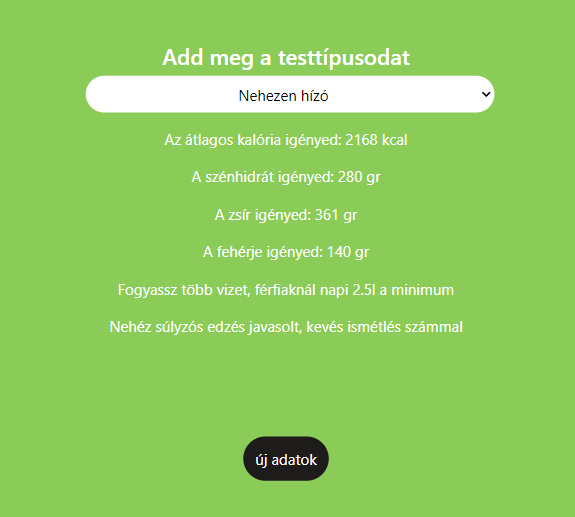 Add meg a testtípusodat
Nehezen hízó
Az átlagos kalória igényed: 2168 kcal
A szénhidrát igényed: 280 gr
A zsír igényed: 361 gr
A fehérje igényed: 140 gr
Fogyassz több vizet, férfiaknál napi 2.5l a minimum
Nehéz súlyzós edzés javasolt, kevés ismétlés számmal
új adatok